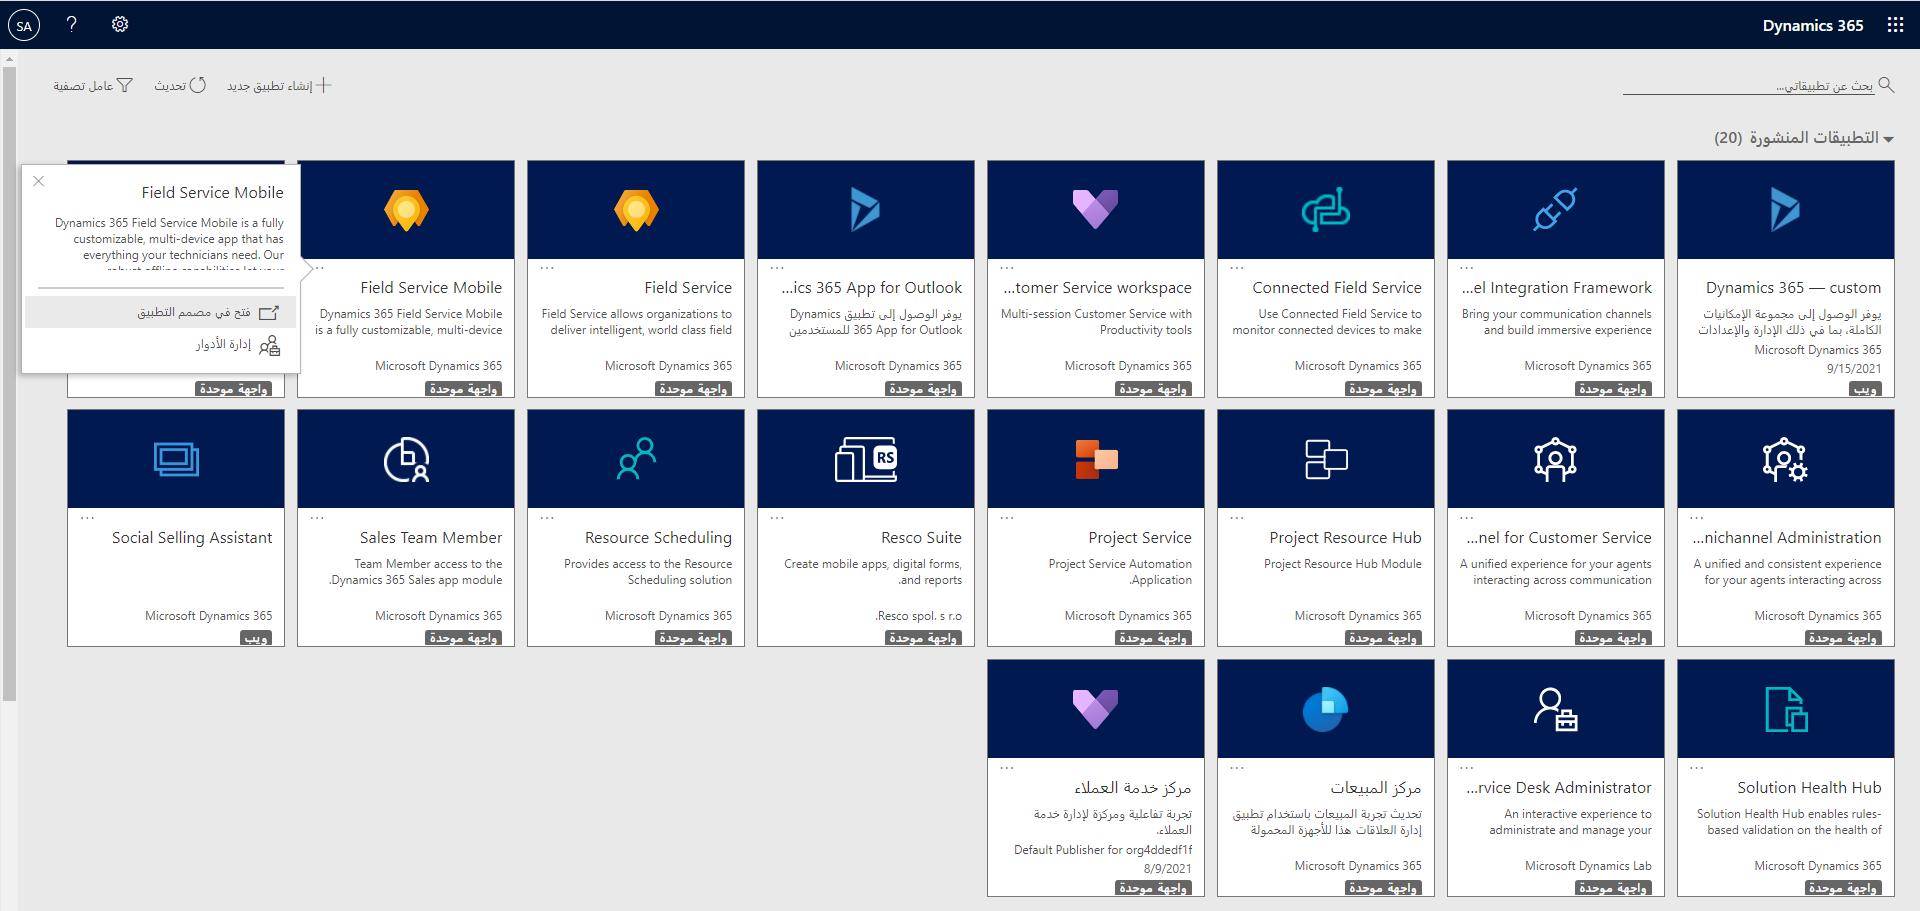 Dynamics 365
?
SA
بحث عن تطبيقاتي...
إنشاء تطبيق جديد
تحديث
عامل تصفية
التطبيقات المنشورة (20)
Dynamics 365 — custom
يوفر الوصول إلى مجموعة الإمكانيات
الكاملة، بما في ذلك الإدارة والإعدادات
Microsoft Dynamics 365
9/15/2021
ويب
...el Integration Framework
Bring your communication channels
and build immersive experience
Microsoft Dynamics 365
واجهة موحدة
Connected Field Service
Use Connected Field Service to
monitor connected devices to make
Microsoft Dynamics 365
واجهة موحدة
...tomer Service workspace
Multi-session Customer Service with
Productivity tools
Microsoft Dynamics 365
واجهة موحدة
...ics 365 App for Outlook
يوفر الوصول إلى تطبيق Dynamics
365 App for Outlook للمستخدمين
Microsoft Dynamics 365
واجهة موحدة
Field Service
Field Service allows organizations to
deliver intelligent, world class field
Microsoft Dynamics 365
واجهة موحدة
Field Service Mobile
Dynamics 365 Field Service Mobile
is a fully customizable, multi-device
Microsoft Dynamics 365
واجهة موحدة
Field Service Mobile
Dynamics 365 Field Service Mobile is a fully
customizable, multi-device app that has
everything your technicians need. Our
robust offline capabilities let your
فتح في مصمم التطبيق
إدارة الأدوار
واجهة موحدة
...nichannel Administration
A unified and consistent experience
for your agents interacting across
Microsoft Dynamics 365
واجهة موحدة
...nel for Customer Service
A unified experience for your agents
interacting across communication
Microsoft Dynamics 365
واجهة موحدة
Project Resource Hub
Project Resource Hub Module
Microsoft Dynamics 365
واجهة موحدة
Project Service
Project Service Automation
.Application
Microsoft Dynamics 365
واجهة موحدة
RS
Resco Suite
Create mobile apps, digital forms,
.and reports
.Resco spol. s r.o
واجهة موحدة
Resource Scheduling
Provides access to the Resource
Scheduling solution
Microsoft Dynamics 365
واجهة موحدة
Sales Team Member
Team Member access to the
.Dynamics 365 Sales app module
Microsoft Dynamics 365
واجهة موحدة
Social Selling Assistant
Microsoft Dynamics 365
ويب
Solution Health Hub
Solution Health Hub enables rules-
based validation on the health of
Microsoft Dynamics 365
واجهة موحدة
...rvice Desk Administrator
An interactive experience to
administrate and manage your
Microsoft Dynamics Lab
واجهة موحدة
مركز المبيعات
تحديث تجربة المبيعات باستخدام تطبيق
إدارة العلاقات هذا للأجهزة المحمولة
Microsoft Dynamics 365
واجهة موحدة
مركز خدمة العملاء
تجربة تفاعلية ومركزة لإدارة خدمة
العملاء.
Default Publisher for org4ddedf1f
8/9/2021
واجهة موحدة